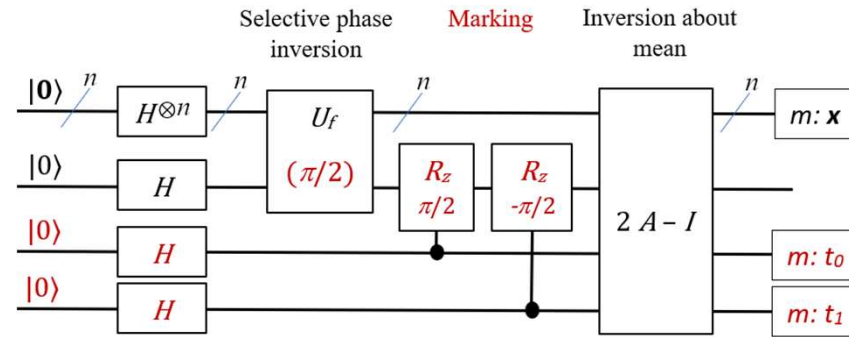 Selective phase inversion
Marking
Inversion about mean
|0⟩ n H⊗n n U_f (π/2) n n m: x
|0⟩ H R_z π/2 R_z -π/2 2 A – I
|0⟩ H m: t₀
|0⟩ H m: t₁